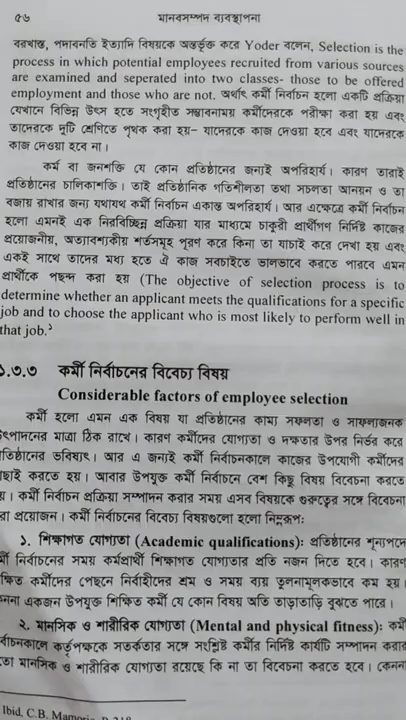 ৫৬ মানবসম্পদ ব্যবস্থাপনা
বরখাস্ত, পদাবনতি ইত্যাদি বিষয়কে অন্তর্ভূক্ত করে Yoder বলেন, Selection is the
process in which potential employees recruited from various sources
are examined and seperated into two classes- those to be offered
employment and those who are not. অর্থাৎ কর্মী নির্বাচন হলো একটি প্রক্রিয়া
যেখানে বিভিন্ন উৎস হতে সংগৃহীত সম্ভাবনাময় কর্মীদেরকে পরীক্ষা করা হয় এবং
তাদেরকে দুটি শ্রেণিতে পৃথক করা হয়– যাদেরকে কাজ দেওয়া হবে এবং যাদেরকে
কাজ দেওয়া হবে না।
কর্ম বা জনশক্তি যে কোন প্রতিষ্ঠানের জন্যই অপরিহার্য। কারণ তারাই
প্রতিষ্ঠানের চালিকাশক্তি। তাই প্রতিষ্ঠানিক গতিশীলতা তথা সচলতা আনয়ন ও তা
বজায় রাখার জন্য যথাযথ কর্মী নির্বাচন একান্ত অপরিহার্য। আর এক্ষেত্রে কর্মী নির্বাচন
হলো এমনই এক নিরবিচ্ছিন্ন প্রক্রিয়া যার মাধ্যমে চাকুরী প্রার্থীগণ নির্দিষ্ট কাজের
প্রয়োজনীয়, অত্যাবশ্যকীয় শর্তসমূহ পূরণ করে কিনা তা যাচাই করে দেখা হয় এবং
একই সাথে তাদের মধ্য হতে ঐ কাজ সবচাইতে ভালভাবে করতে পারবে এমন
প্রার্থীকে পছন্দ করা হয় (The objective of selection process is to
determine whether an applicant meets the qualifications for a specific
job and to choose the applicant who is most likely to perform well in
that job.¹
১.৩.৩ কর্মী নির্বাচনের বিবেচ্য বিষয়
Considerable factors of employee selection
কর্মী হলো এমন এক বিষয় যা প্রতিষ্ঠানের কাম্য সফলতা ও সাফল্যজনক
উৎপাদনের মাত্রা ঠিক রাখে। কারণ কর্মীদের যোগ্যতা ও দক্ষতার উপর নির্ভর করে
তিষ্ঠানের ভবিষ্যৎ। আর এ জন্যই কর্মী নির্বাচনকালে কাজের উপযোগী কর্মীদের
ছাই করতে হয়। আবার উপযুক্ত কর্মী নির্বাচনে বেশ কিছু বিষয় বিবেচনা করতে
য়। কর্মী নির্বাচন প্রক্রিয়া সম্পাদন করার সময় এসব বিষয়কে গুরুত্বের সঙ্গে বিবেচনা
রা প্রয়োজন। কর্মী নির্বাচনের বিবেচ্য বিষয়গুলো হলো নিম্নরূপঃ
১. শিক্ষাগত যোগ্যতা (Academic qualifications)ঃ প্রতিষ্ঠানের শূন্যপদে
র্মী নির্বাচনের সময় কর্মপ্রার্থী শিক্ষাগত যোগ্যতার প্রতি নজন দিতে হবে। কারণ
ক্ষিত কর্মীদের পেছনে নির্বাহীদের শ্রম ও সময় ব্যয় তুলনামূলকভাবে কম হয়।
কননা একজন উপযুক্ত শিক্ষিত কর্মী যে কোন বিষয় অতি তাড়াতাড়ি বুঝতে পারে।
২. মানসিক ও শারীরিক যোগ্যতা (Mental and physical fitness)ঃ কর্মী
র্বাচনকালে কর্তৃপক্ষকে সতর্কতার সঙ্গে সংশ্লিষ্ট কর্মীর নির্দিষ্ট কার্যটি সম্পাদন করার
তো মানসিক ও শারীরিক যোগ্যতা রয়েছে কি না তা বিবেচনা করতে হবে। কেননা
Ibid, C.B. Mamoria,